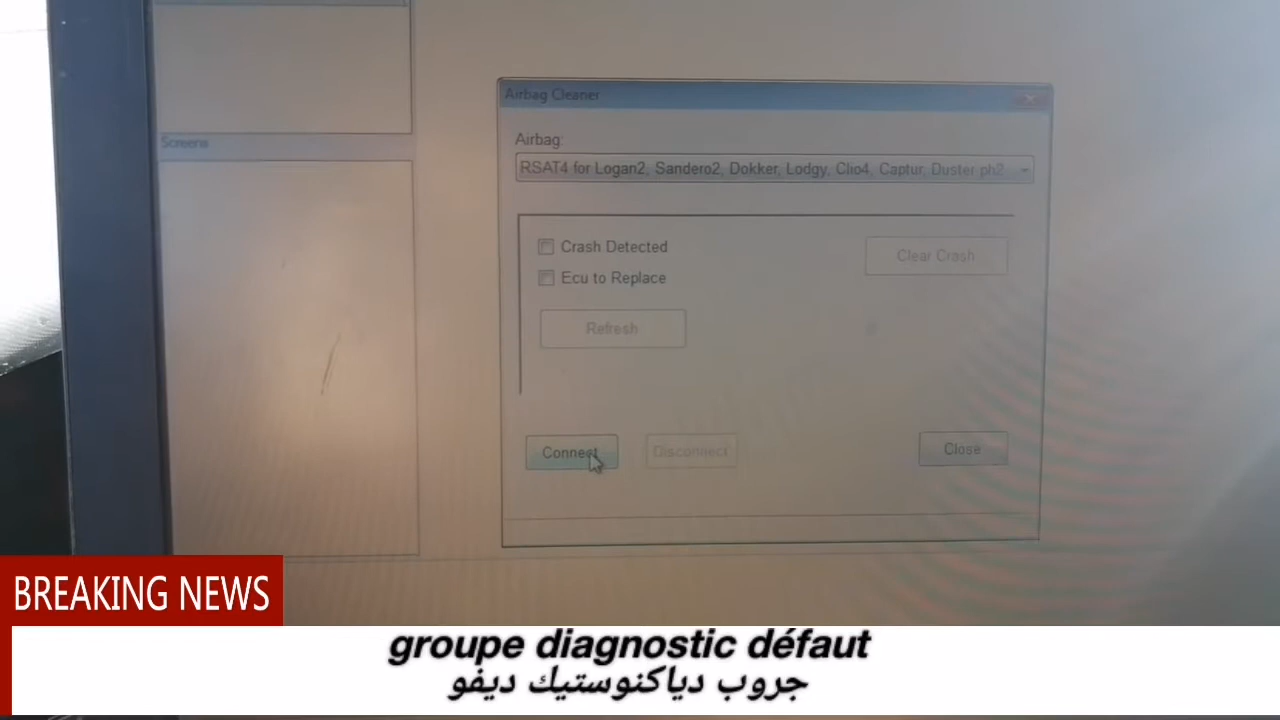 Airbag Cleaner
Airbag:
RSAT4 for Logan2, Sandero2, Dokker, Lodgy, Clio4, Captur, Duster ph2
Screens
Crash Detected
Clear Crash
Ecu to Replace
Refresh
Connect
Disconnect
Close
BREAKING NEWS
groupe diagnostic défaut
جروب دياكنوستيك ديفو